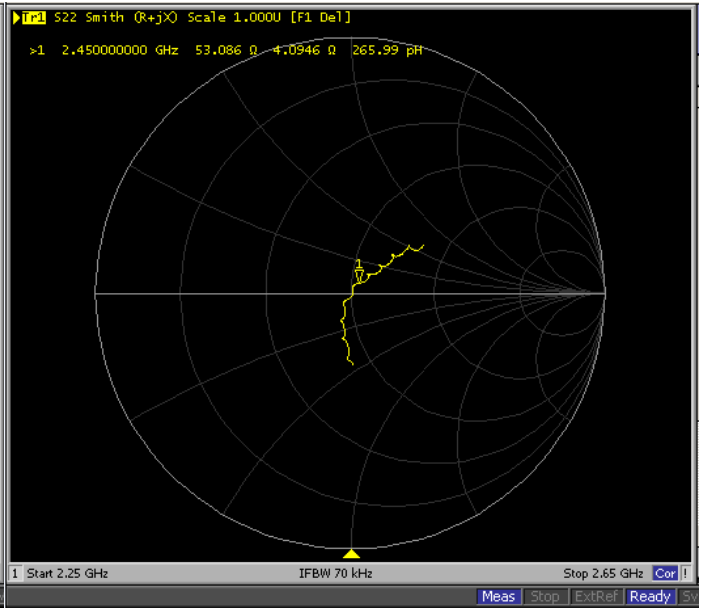 Tr1 S22 Smith (R+jX) Scale 1.000U [F1 Del]
>1 2.450000000 GHz 53.086 Ω 4.0946 Ω 265.99 pH
1
1 Start 2.25 GHz IFBW 70 kHz Stop 2.65 GHz Cor !
Meas Stop ExtRef Ready Sv